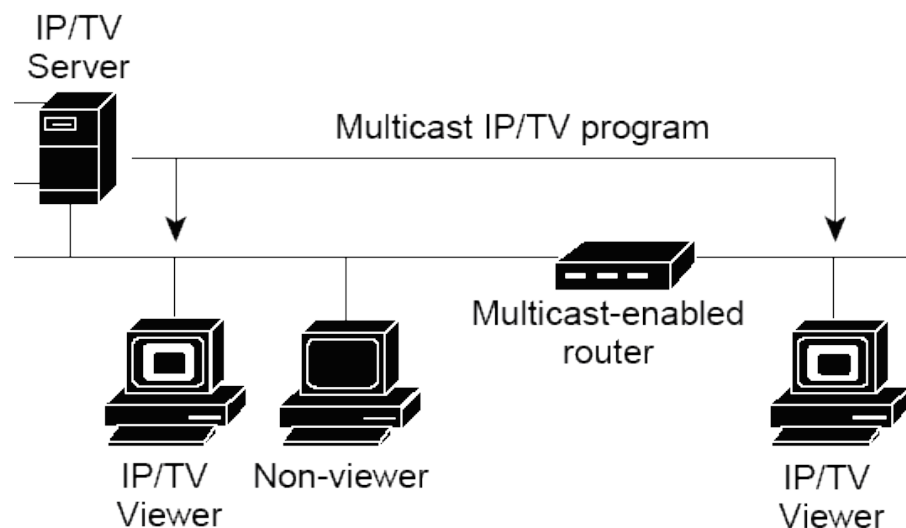 IP/TV
Server
Multicast IP/TV program
Multicast-enabled
router
IP/TV
Viewer
Non-viewer
IP/TV
Viewer